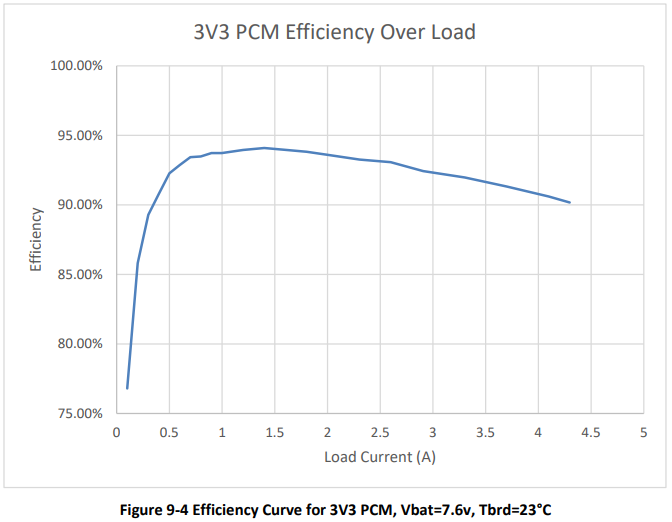 3V3 PCM Efficiency Over Load
100.00%
95.00%
90.00%
85.00%
80.00%
75.00%
Efficiency
0 0.5 1 1.5 2 2.5 3 3.5 4 4.5 5
Load Current (A)
Figure 9-4 Efficiency Curve for 3V3 PCM, Vbat=7.6v, Tbrd=23°C